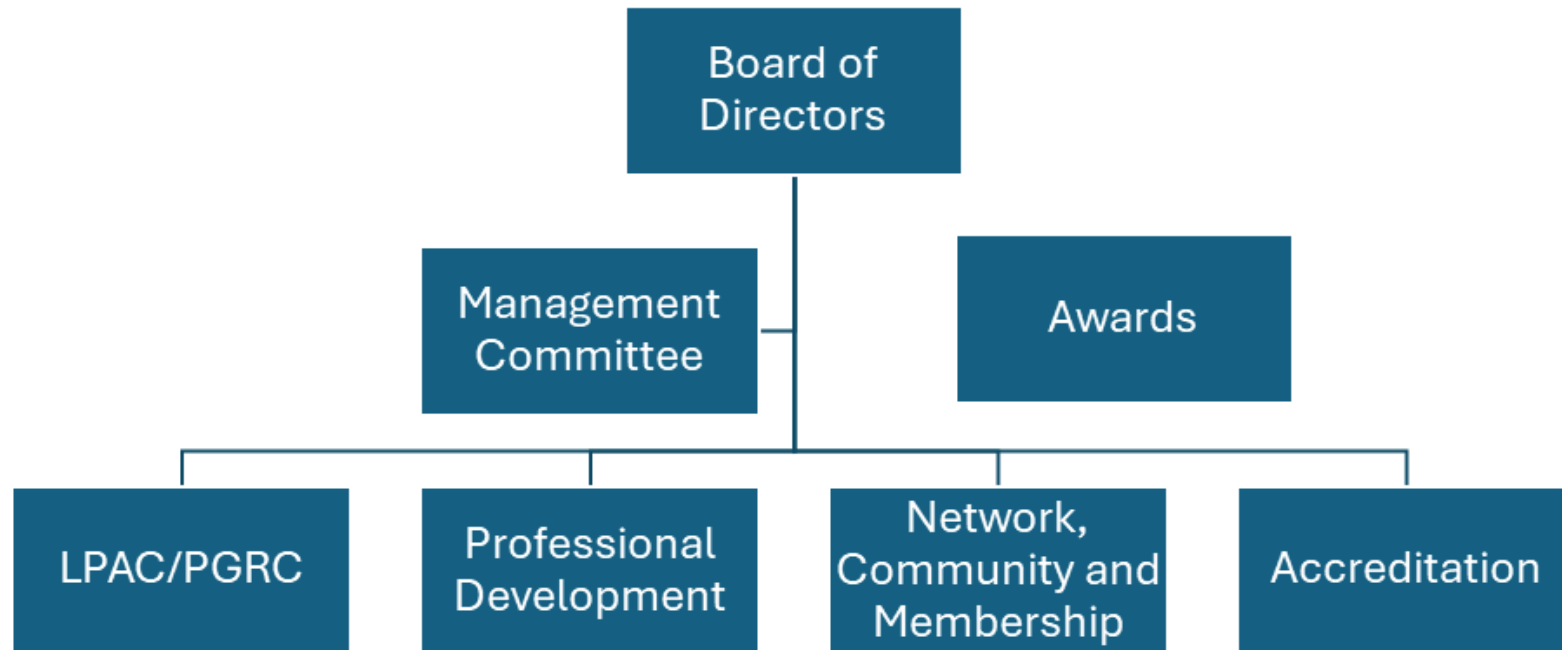 Board of
Directors
Management
Committee
Awards
LPAC/PGRC
Professional
Development
Network,
Community and
Membership
Accreditation